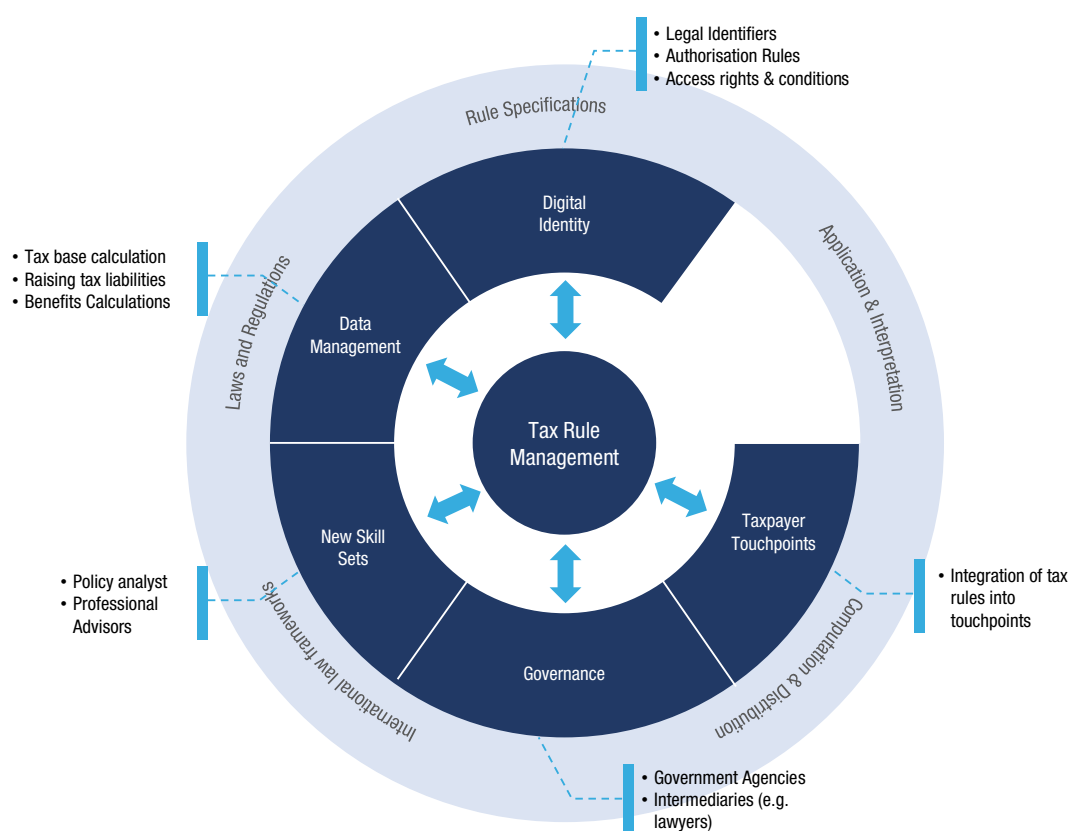 • Legal Identifiers
• Authorisation Rules
• Access rights & conditions
Rule Specifications
Digital
Identity
Application & Interpretation
• Tax base calculation
• Raising tax liabilities
• Benefits Calculations
Laws and Regulations
Data
Management
Tax Rule
Management
New Skill
Sets
Taxpayer
Touchpoints
• Policy analyst
• Professional
Advisors
International law frameworks
Governance
Computation & Distribution
• Integration of tax
rules into
touchpoints
• Government Agencies
• Intermediaries (e.g.
lawyers)